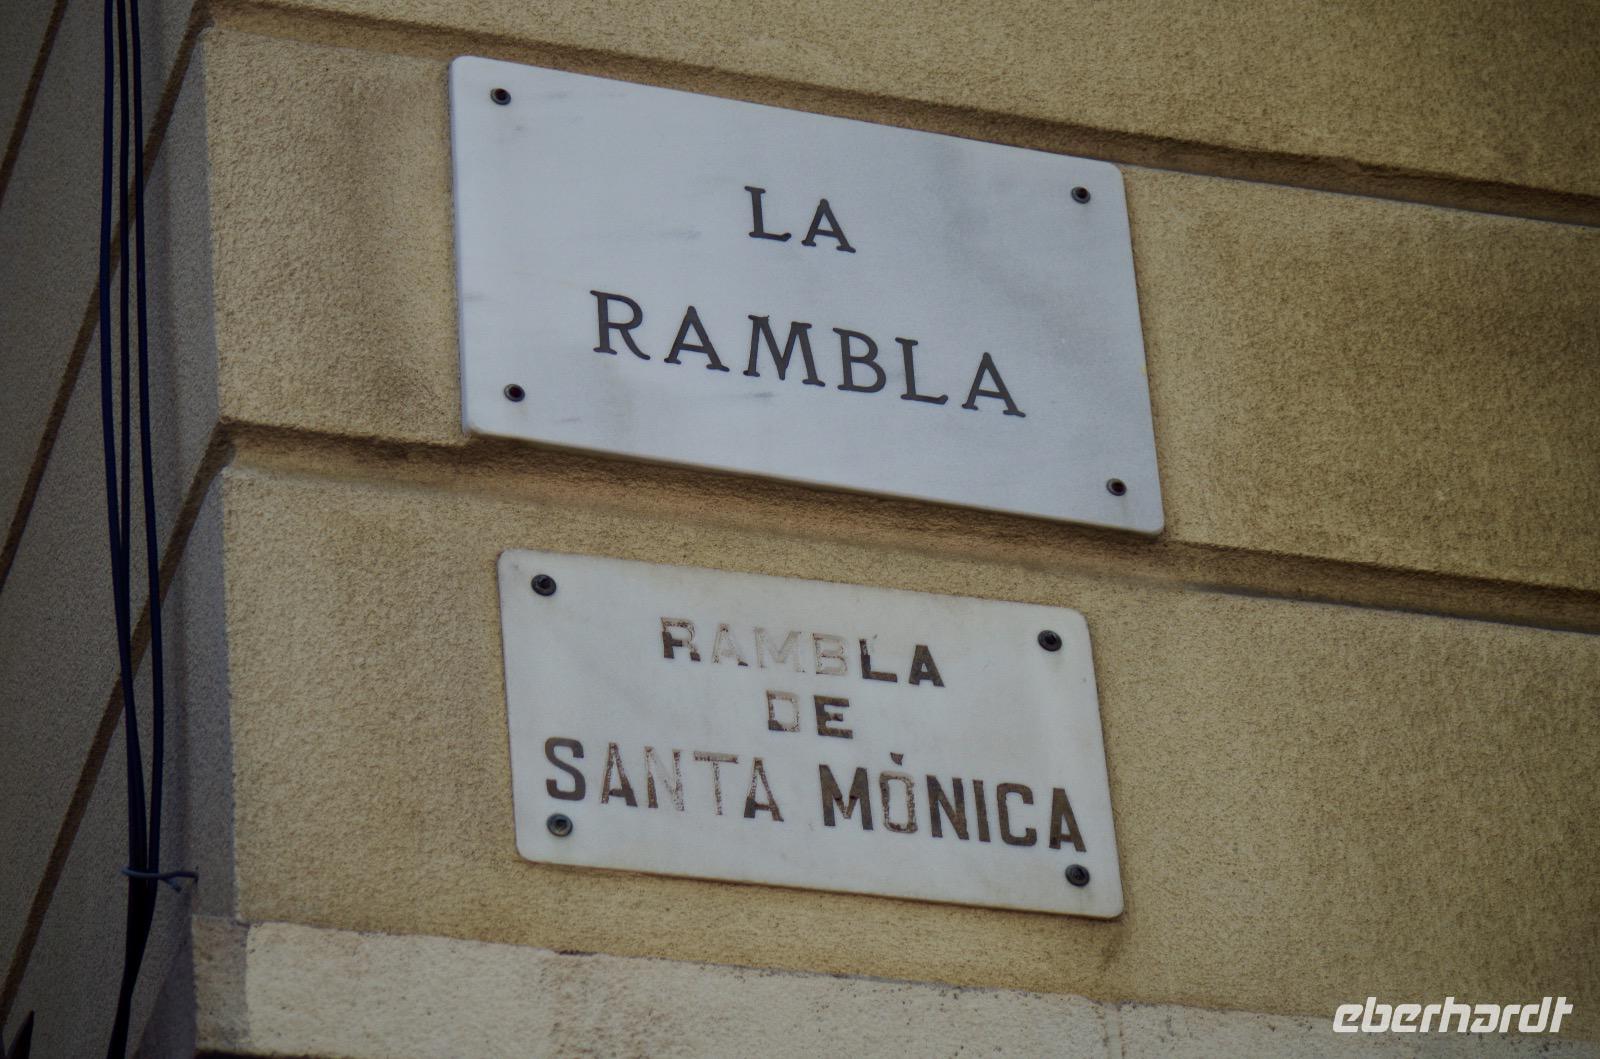 LA
RAMBLA
RAMBLA
DE
SANTA MÒNICA
eberhardt